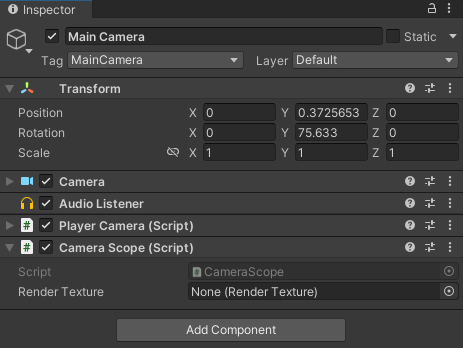 Inspector
Main Camera Static
Tag MainCamera Layer Default
Transform
Position X 0 Y 0.3725653 Z 0
Rotation X 0 Y 75.633 Z 0
Scale X 1 Y 1 Z 1
Camera
Audio Listener
# Player Camera (Script)
# Camera Scope (Script)
Script # CameraScope
Render Texture None (Render Texture)
Add Component